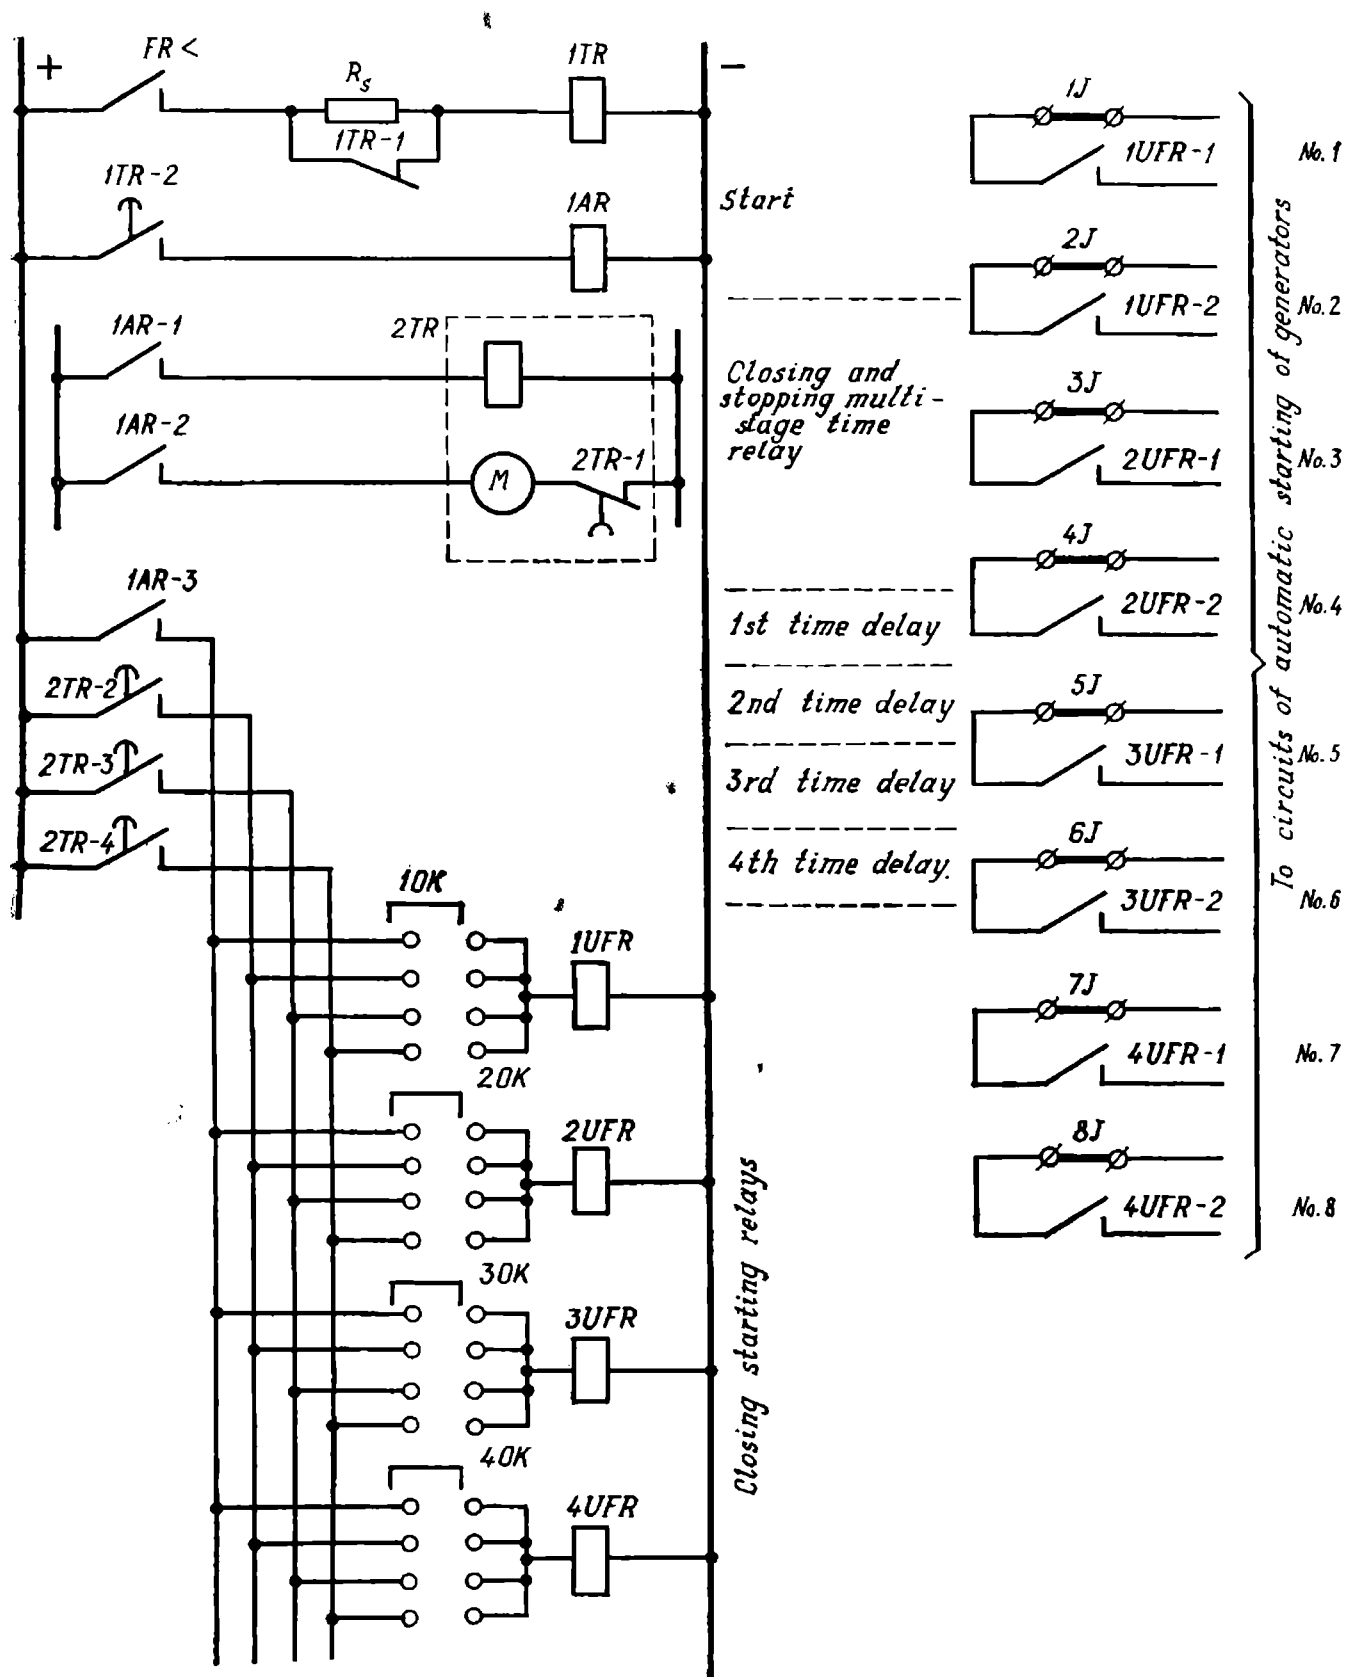 +
FR <
Rs
1TR
−
1TR-1
1TR-2
1AR
Start
1AR-1
2TR
1AR-2
M
2TR-1
Closing and
stopping multi-
stage time
relay
1AR-3
1st time delay
2TR-2
2nd time delay
2TR-3
3rd time delay
2TR-4
4th time delay.
10K
1UFR
20K
2UFR
30K
3UFR
40K
4UFR
Closing starting relays
1J
1UFR-1
No.1
2J
1UFR-2
No.2
3J
2UFR-1
No.3
4J
2UFR-2
No.4
5J
3UFR-1
No.5
6J
3UFR-2
No.6
7J
4UFR-1
No.7
8J
4UFR-2
No.8
To circuits of automatic starting of generators